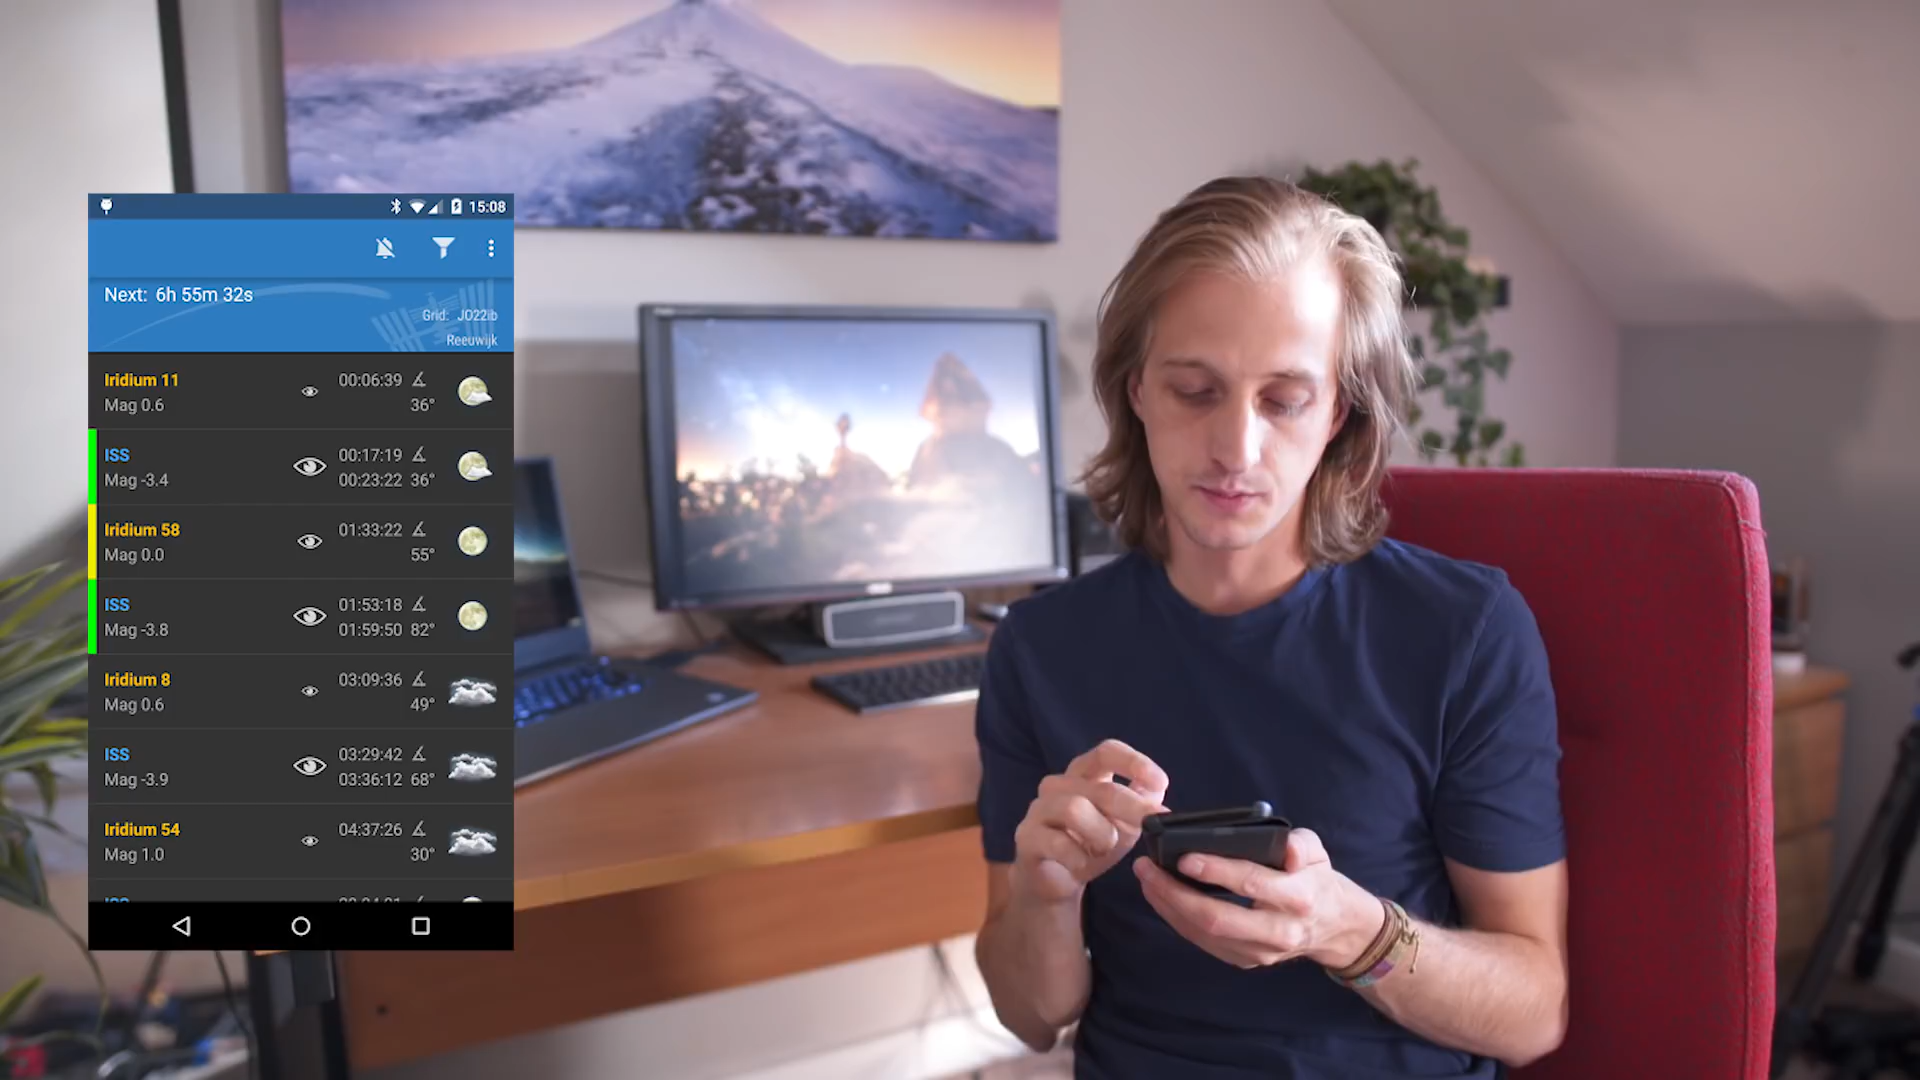 15:08
Next: 6h 55m 32s
Grid: JO22ib
Reeuwijk
Iridium 11 00:06:39
Mag 0.6 36°
ISS 00:17:19
Mag -3.4 00:23:22 36°
Iridium 58 01:33:22
Mag 0.0 55°
ISS 01:53:18
Mag -3.8 01:59:50 82°
Iridium 8 03:09:36
Mag 0.6 49°
ISS 03:29:42
Mag -3.9 03:36:12 68°
Iridium 54 04:37:26
Mag 1.0 30°